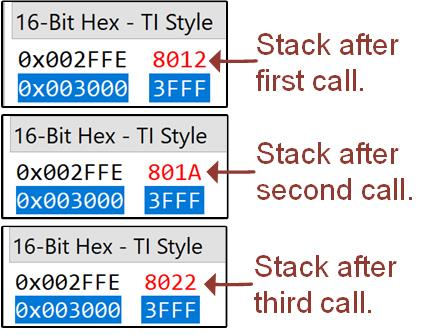 16-Bit Hex - TI Style
0x002FFE 8012
0x003000 3FFF
Stack after
first call.
16-Bit Hex - TI Style
0x002FFE 801A
0x003000 3FFF
Stack after
second call.
16-Bit Hex - TI Style
0x002FFE 8022
0x003000 3FFF
Stack after
third call.